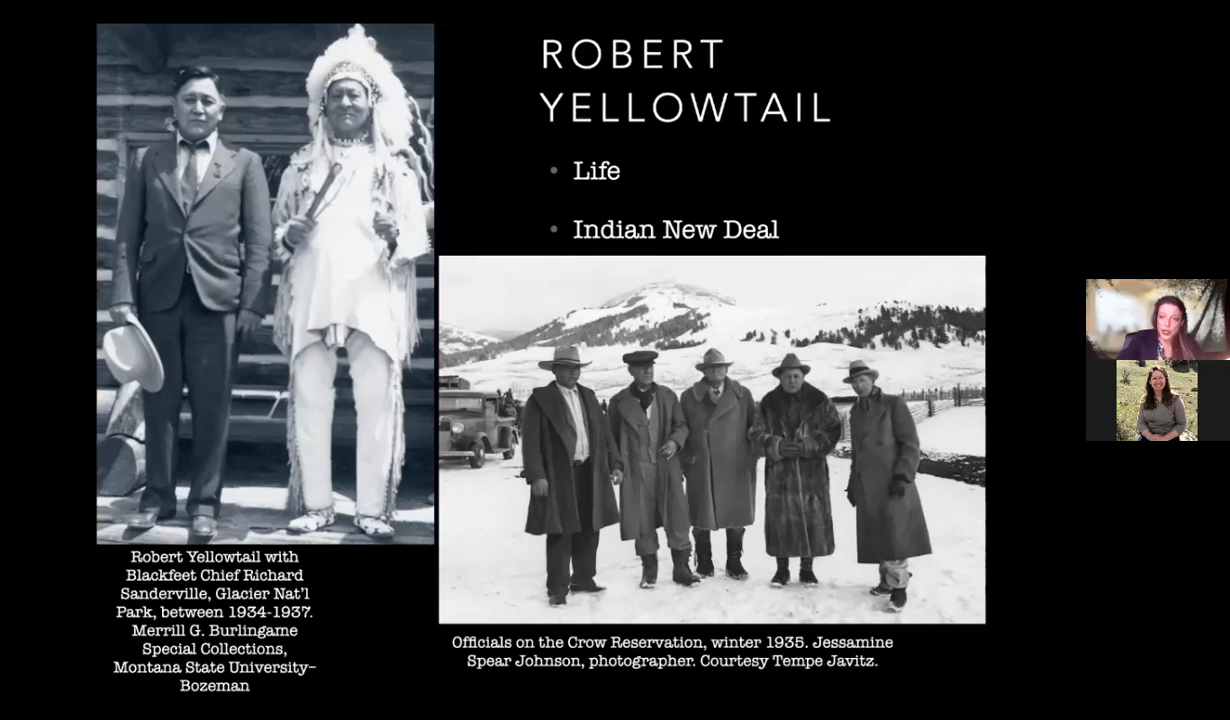 ROBERT
YELLOWTAIL
• Life
• Indian New Deal
Robert Yellowtail with
Blackfeet Chief Richard
Sanderville, Glacier Nat'l
Park, between 1934-1937.
Merrill G. Burlingame
Special Collections,
Montana State University–
Bozeman
Officials on the Crow Reservation, winter 1935. Jessamine
Spear Johnson, photographer. Courtesy Tempe Javitz.